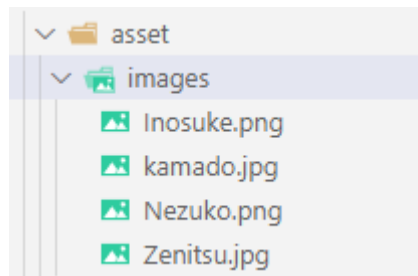 asset
images
Inosuke.png
kamado.jpg
Nezuko.png
Zenitsu.jpg